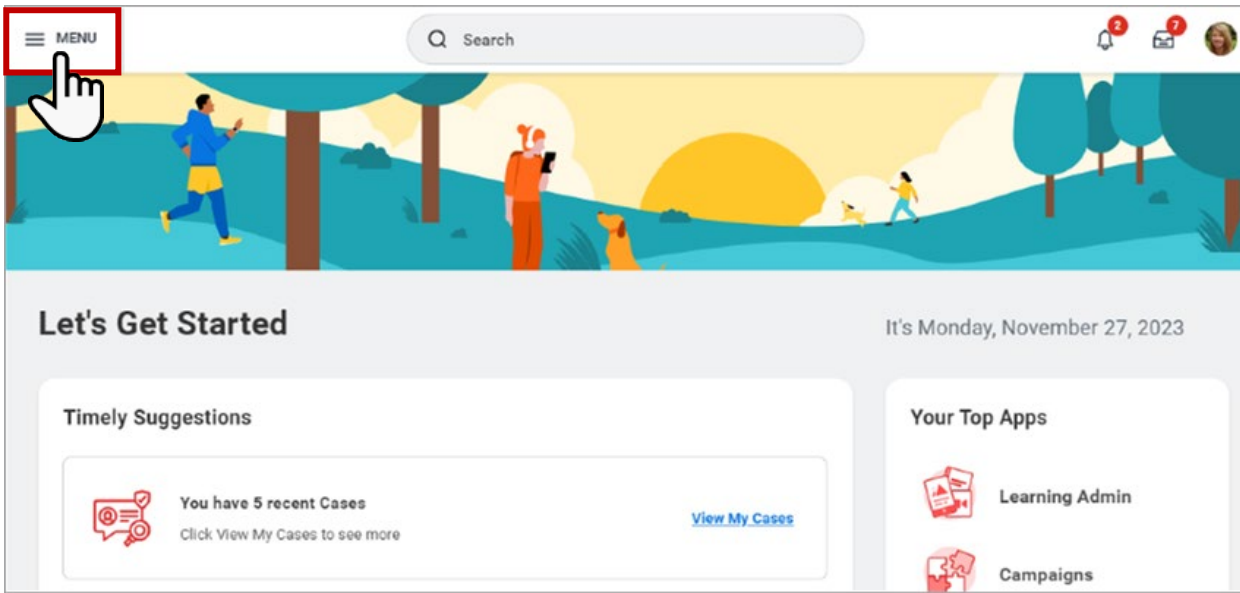 MENU
Search
2
7
Let's Get Started
It's Monday, November 27, 2023
Timely Suggestions
You have 5 recent Cases
Click View My Cases to see more
View My Cases
Your Top Apps
Learning Admin
Campaigns